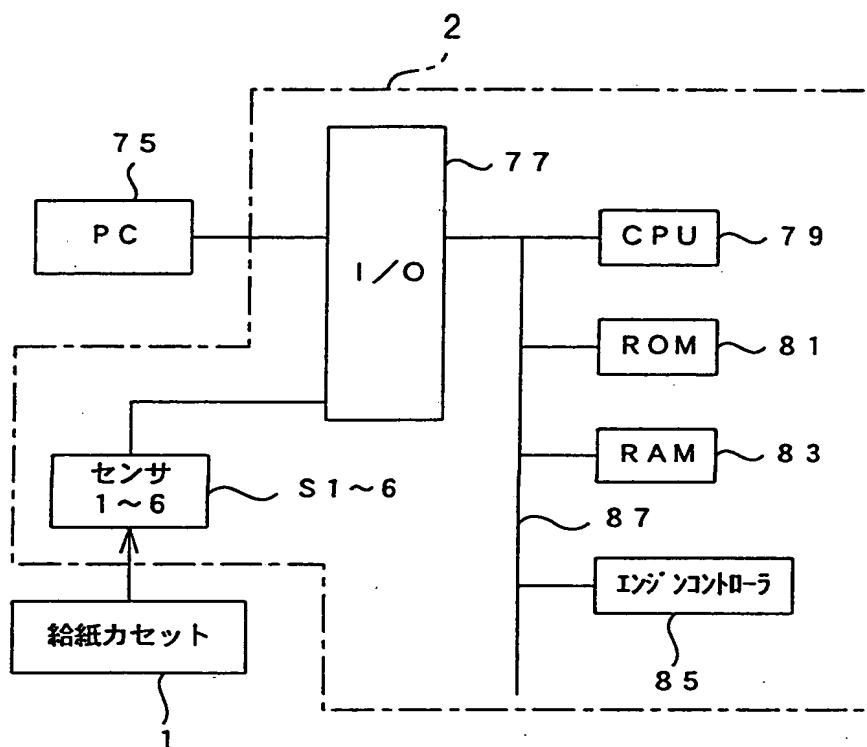 2
75
PC
I/O
77
CPU
79
ROM
81
RAM
83
センサ
1~6
S1~6
87
エンジンコントローラ
85
給紙カセット
1